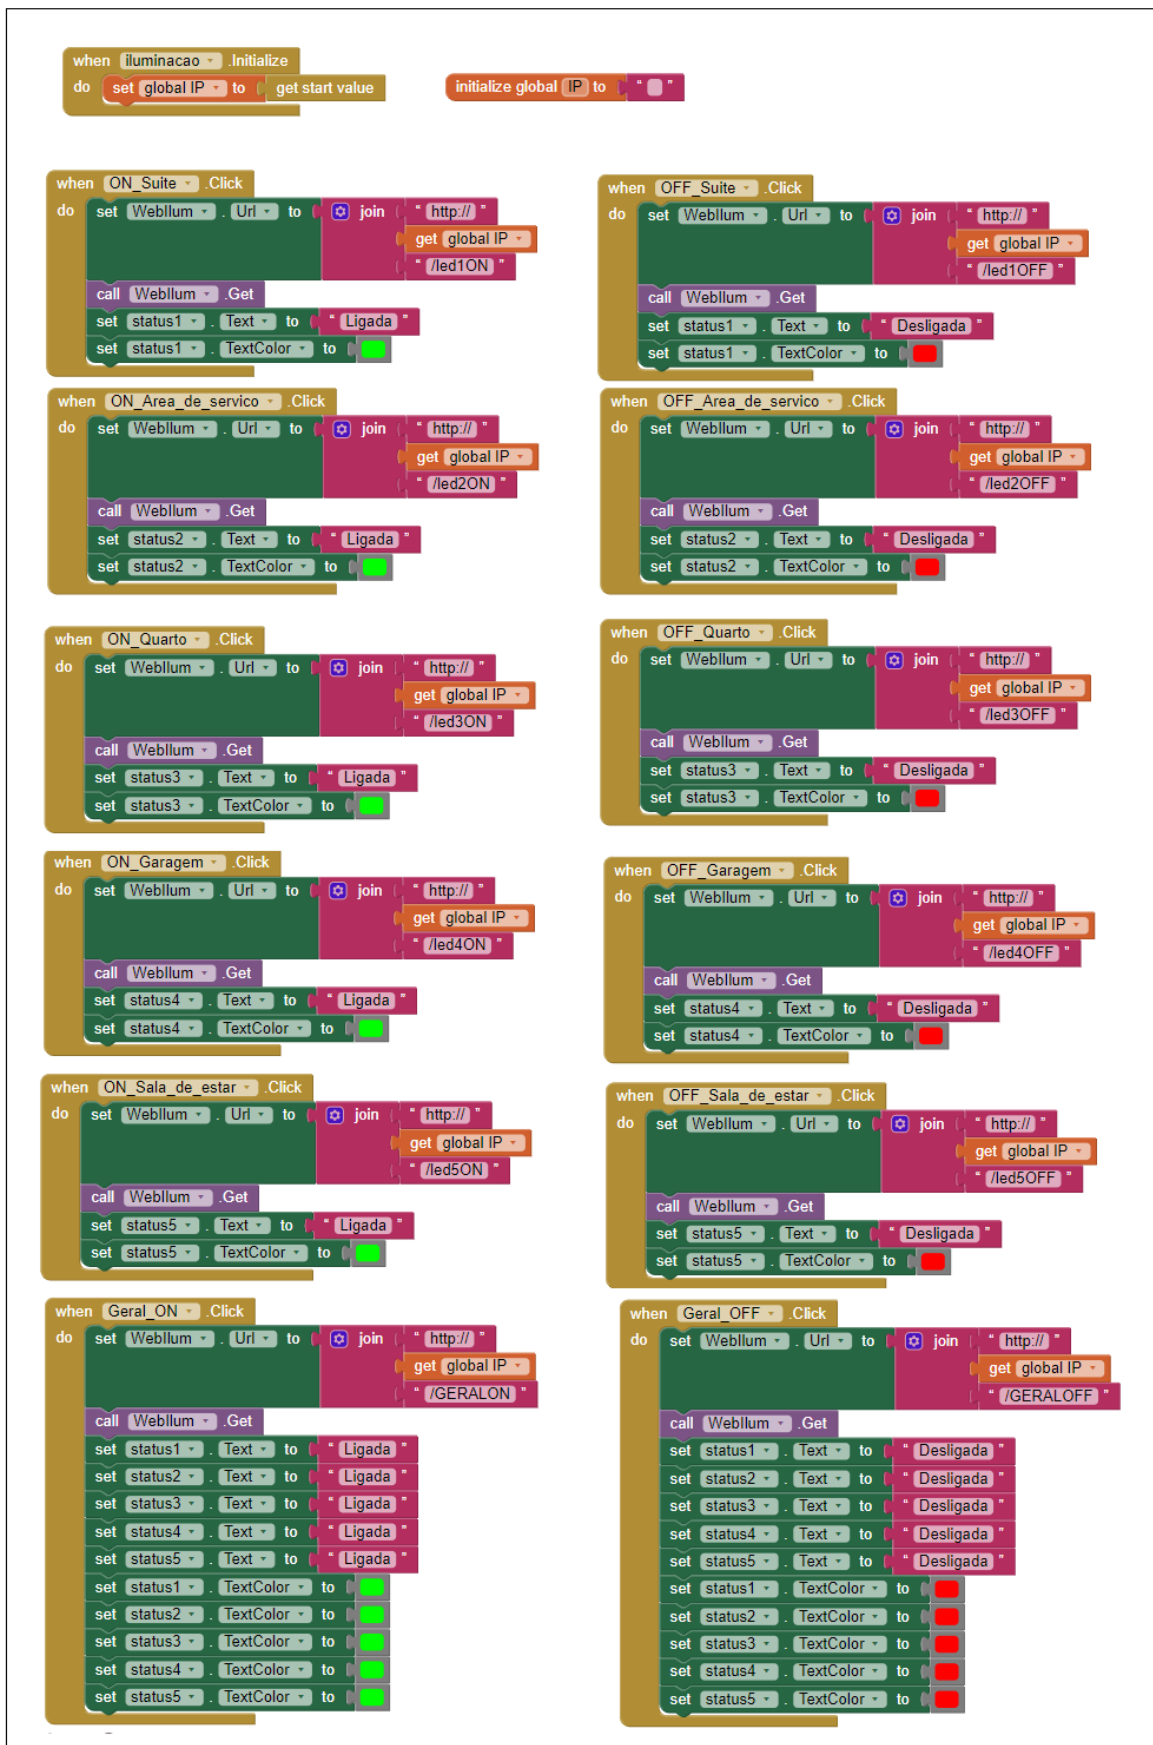 when iluminacao .Initialize
do set global IP to get start value
initialize global IP to " "
when ON_Suite .Click
do set WebIlum . Url to join " http:// "
get global IP
" /led1ON "
call WebIlum .Get
set status1 . Text to " Ligada "
set status1 . TextColor to
when OFF_Suite .Click
do set WebIlum . Url to join " http:// "
get global IP
" /led1OFF "
call WebIlum .Get
set status1 . Text to " Desligada "
set status1 . TextColor to
when ON_Area_de_servico .Click
do set WebIlum . Url to join " http:// "
get global IP
" /led2ON "
call WebIlum .Get
set status2 . Text to " Ligada "
set status2 . TextColor to
when OFF_Area_de_servico .Click
do set WebIlum . Url to join " http:// "
get global IP
" /led2OFF "
call WebIlum .Get
set status2 . Text to " Desligada "
set status2 . TextColor to
when ON_Quarto .Click
do set WebIlum . Url to join " http:// "
get global IP
" /led3ON "
call WebIlum .Get
set status3 . Text to " Ligada "
set status3 . TextColor to
when OFF_Quarto .Click
do set WebIlum . Url to join " http:// "
get global IP
" /led3OFF "
call WebIlum .Get
set status3 . Text to " Desligada "
set status3 . TextColor to
when ON_Garagem .Click
do set WebIlum . Url to join " http:// "
get global IP
" /led4ON "
call WebIlum .Get
set status4 . Text to " Ligada "
set status4 . TextColor to
when OFF_Garagem .Click
do set WebIlum . Url to join " http:// "
get global IP
" /led4OFF "
call WebIlum .Get
set status4 . Text to " Desligada "
set status4 . TextColor to
when ON_Sala_de_estar .Click
do set WebIlum . Url to join " http:// "
get global IP
" /led5ON "
call WebIlum .Get
set status5 . Text to " Ligada "
set status5 . TextColor to
when OFF_Sala_de_estar .Click
do set WebIlum . Url to join " http:// "
get global IP
" /led5OFF "
call WebIlum .Get
set status5 . Text to " Desligada "
set status5 . TextColor to
when Geral_ON .Click
do set WebIlum . Url to join " http:// "
get global IP
" /GERALON "
call WebIlum .Get
set status1 . Text to " Ligada "
set status2 . Text to " Ligada "
set status3 . Text to " Ligada "
set status4 . Text to " Ligada "
set status5 . Text to " Ligada "
set status1 . TextColor to
set status2 . TextColor to
set status3 . TextColor to
set status4 . TextColor to
set status5 . TextColor to
when Geral_OFF .Click
do set WebIlum . Url to join " http:// "
get global IP
" /GERALOFF "
call WebIlum .Get
set status1 . Text to " Desligada "
set status2 . Text to " Desligada "
set status3 . Text to " Desligada "
set status4 . Text to " Desligada "
set status5 . Text to " Desligada "
set status1 . TextColor to
set status2 . TextColor to
set status3 . TextColor to
set status4 . TextColor to
set status5 . TextColor to